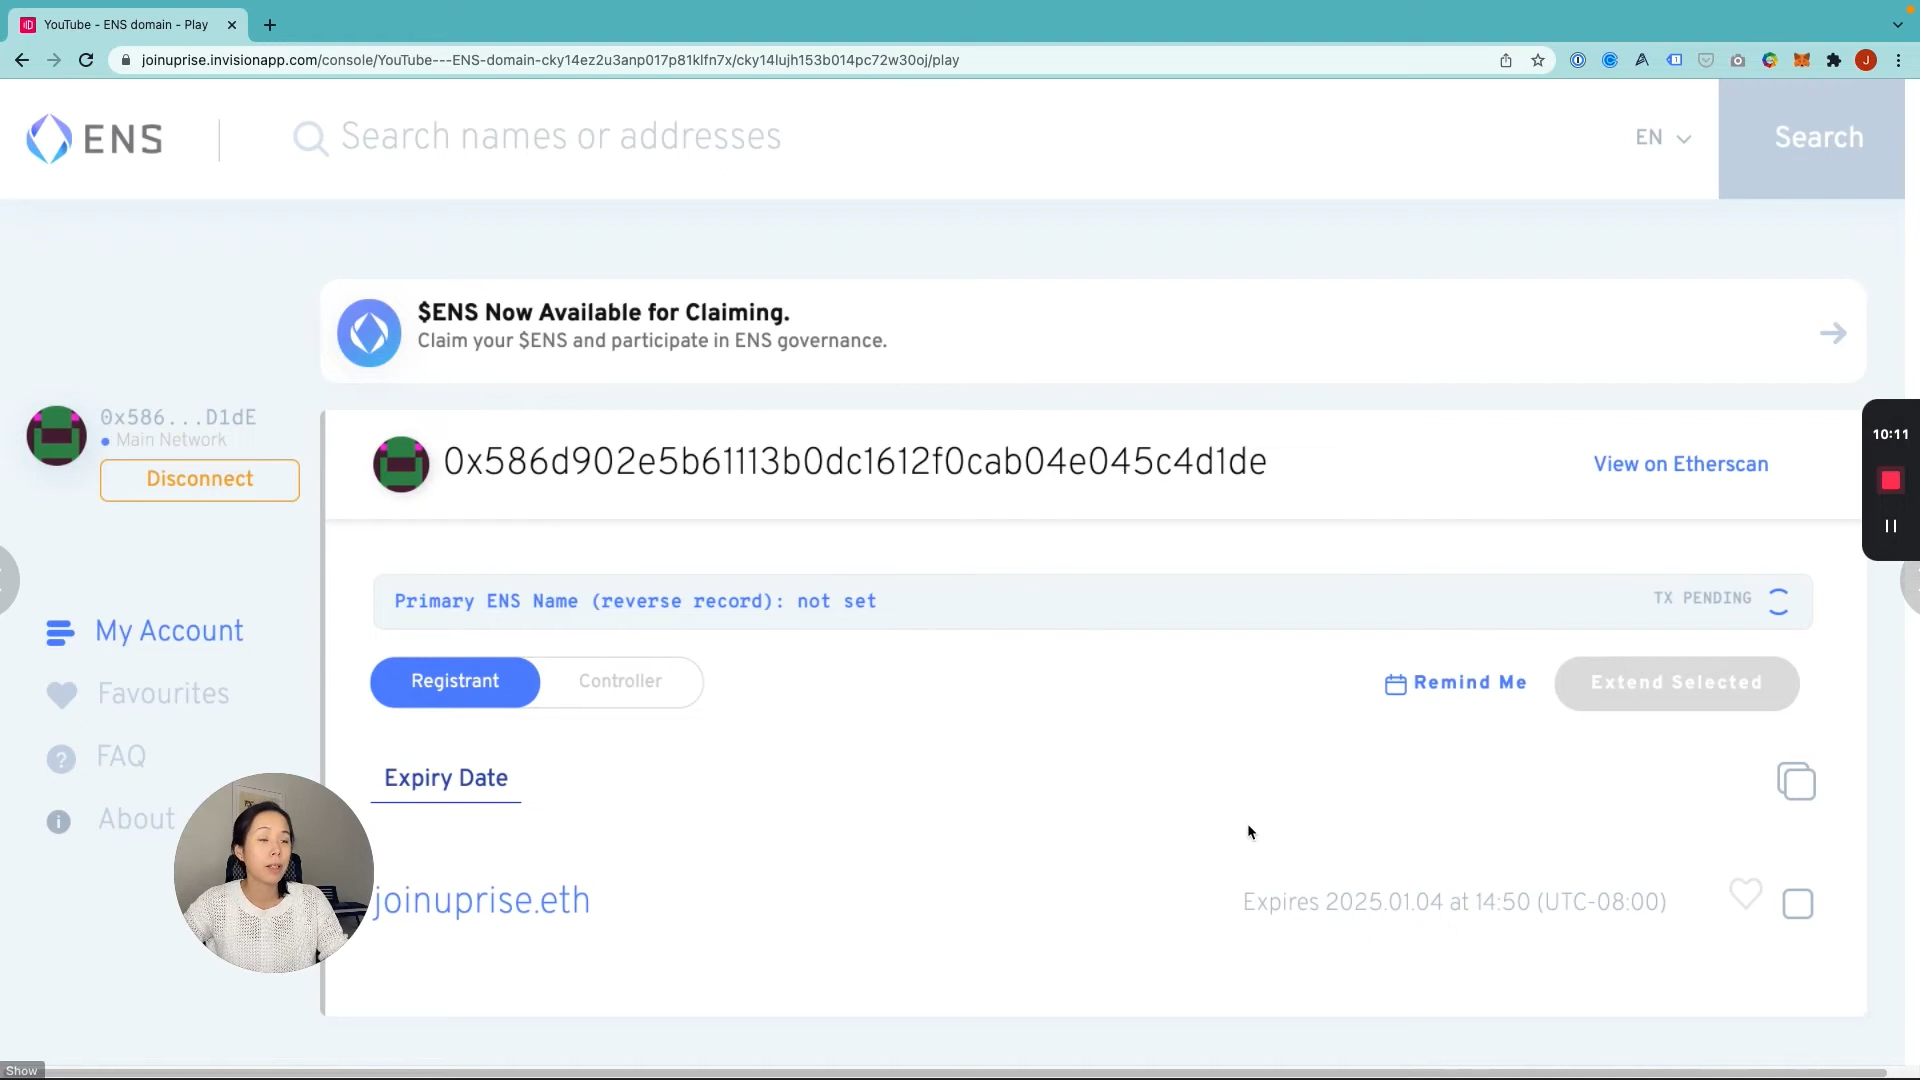 YouTube - ENS domain - Play
joinuprise.invisionapp.com/console/YouTube---ENS-domain-cky14ez2u3anp017p81klfn7x/cky14lujh153b014pc72w30oj/play
J
ENS
Search names or addresses
EN
Search
$ENS Now Available for Claiming.
Claim your $ENS and participate in ENS governance.
0x586...D1dE
Main Network
Disconnect
0x586d902e5b61113b0dc1612f0cab04e045c4d1de
View on Etherscan
10:11
Primary ENS Name (reverse record): not set
TX PENDING
My Account
Favourites
FAQ
About
Registrant
Controller
Remind Me
Extend Selected
Expiry Date
joinuprise.eth
Expires 2025.01.04 at 14:50 (UTC-08:00)
Show